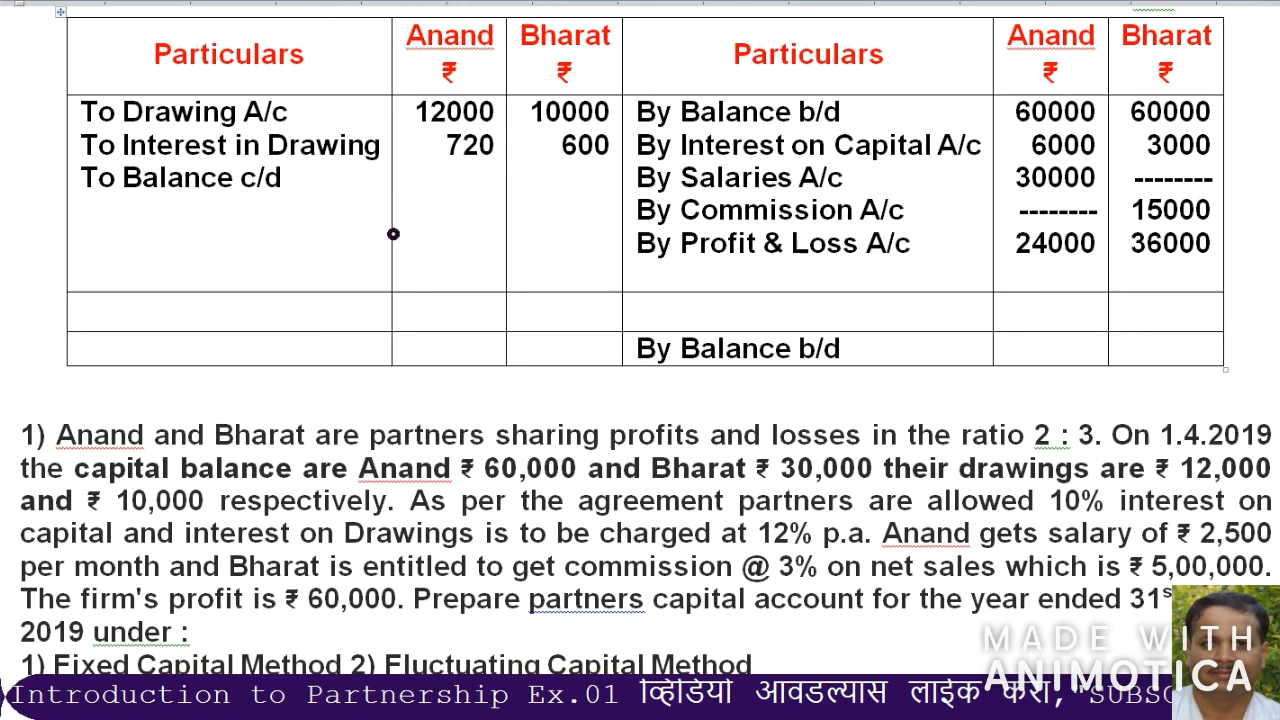 Particulars Anand ₹ Bharat ₹ Particulars Anand ₹ Bharat ₹
To Drawing A/c 12000 10000 By Balance b/d 60000 60000
To Interest in Drawing 720 600 By Interest on Capital A/c 6000 3000
To Balance c/d By Salaries A/c 30000 --------
By Commission A/c -------- 15000
By Profit & Loss A/c 24000 36000
By Balance b/d
1) Anand and Bharat are partners sharing profits and losses in the ratio 2 : 3. On 1.4.2019
the capital balance are Anand ₹ 60,000 and Bharat ₹ 30,000 their drawings are ₹ 12,000
and ₹ 10,000 respectively. As per the agreement partners are allowed 10% interest on
capital and interest on Drawings is to be charged at 12% p.a. Anand gets salary of ₹ 2,500
per month and Bharat is entitled to get commission @ 3% on net sales which is ₹ 5,00,000.
The firm's profit is ₹ 60,000. Prepare partners capital account for the year ended 31s
2019 under :
1) Fixed Capital Method 2) Fluctuating Capital Method
MADE WITH
ANIMOTICA
Introduction to Partnership Ex.01 व्हिडियो आवडल्यास लाईक करा, "SUBSC